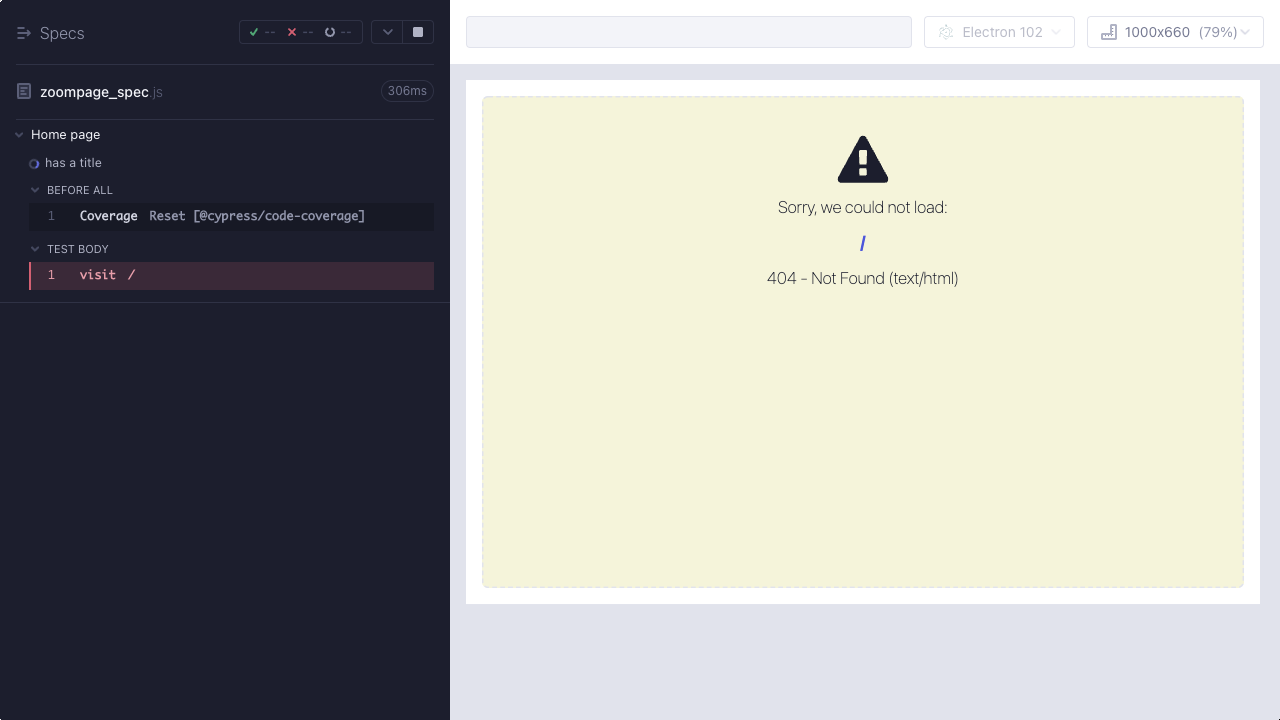 Specs
-- -- --
zoompage_spec.js
306ms
Home page
has a title
BEFORE ALL
1 Coverage Reset [@cypress/code-coverage]
TEST BODY
1 visit /
Electron 102
1000x660 (79%)
Sorry, we could not load:
/
404 - Not Found (text/html)